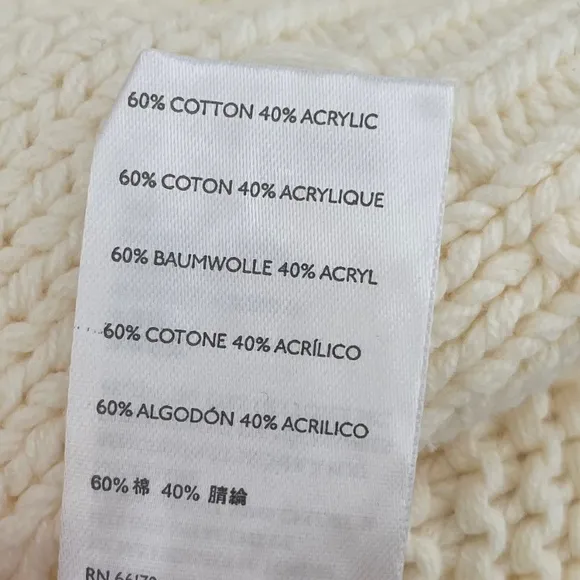 60% COTTON 40% ACRYLIC
60% COTON 40% ACRYLIQUE
60% BAUMWOLLE 40% ACRYL
60% COTONE 40% ACRÍLICO
60% ALGODÓN 40% ACRILICO
60% 棉 40% 腈綸
RN